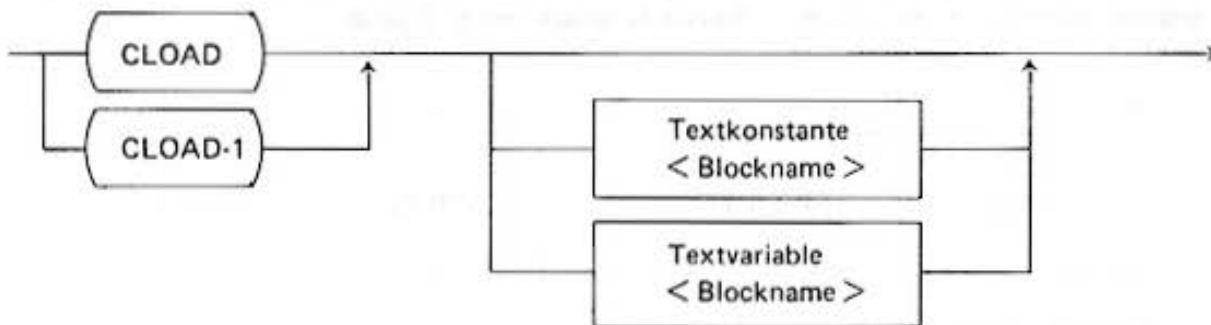 CLOAD
CLOAD-1
Textkonstante
< Blockname >
Textvariable
< Blockname >